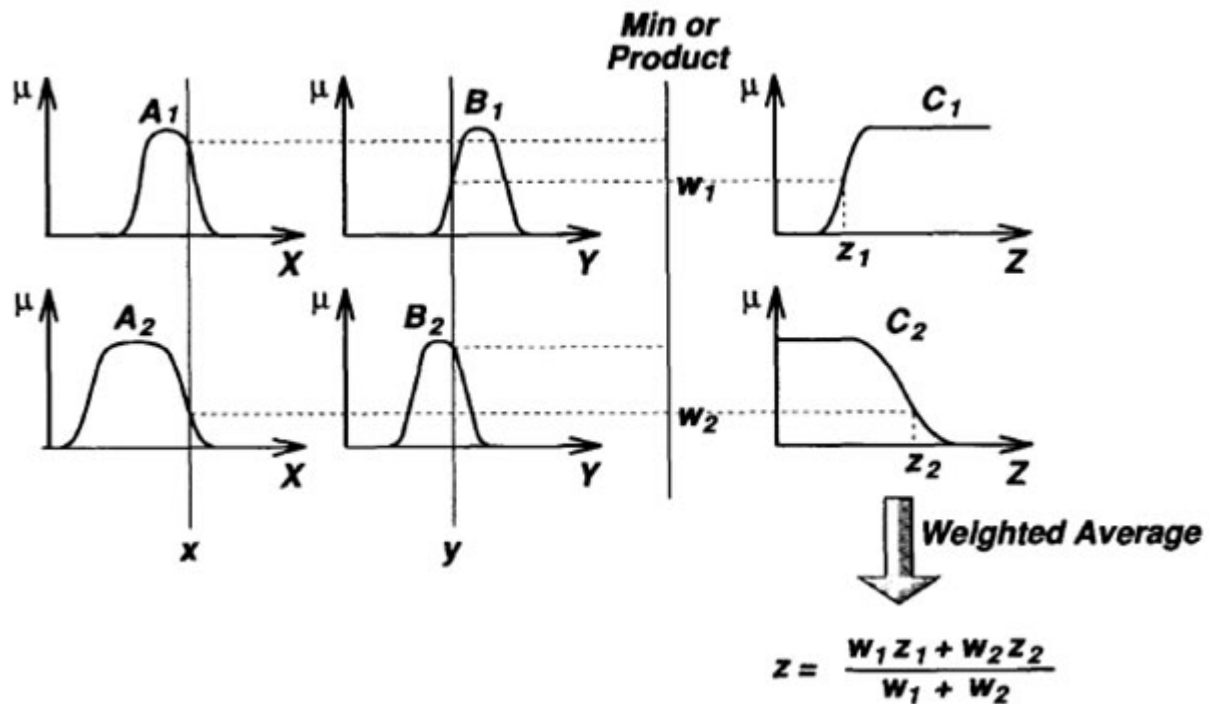 Min or
Product
μ
A1
X
μ
B1
Y
w1
μ
C1
z1
Z
μ
A2
X
μ
B2
Y
w2
μ
C2
z2
Z
x
y
Weighted Average
z = w1 z1 + w2 z2
w1 + w2